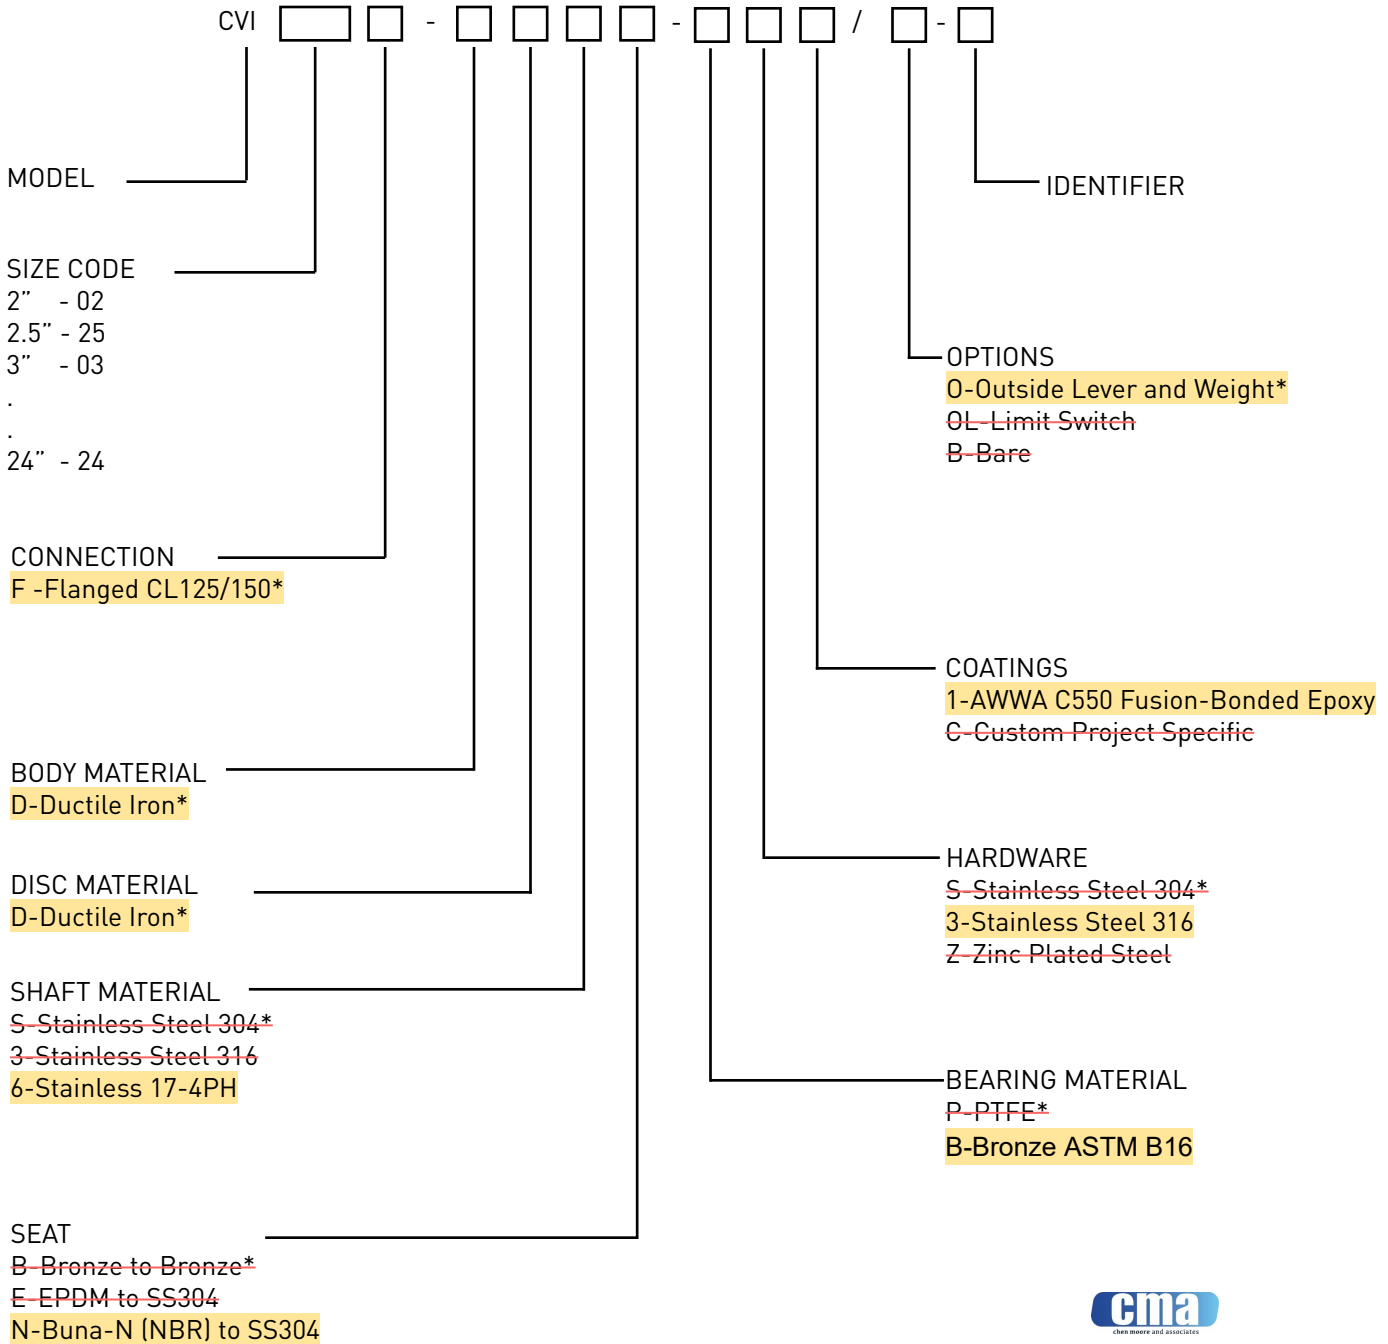 CVI - - / -
MODEL
IDENTIFIER
SIZE CODE
2” - 02
2.5” - 25
3” - 03
.
.
24” - 24
OPTIONS
O-Outside Lever and Weight*
OL-Limit Switch
B-Bare
CONNECTION
F -Flanged CL125/150*
COATINGS
1-AWWA C550 Fusion-Bonded Epoxy
C-Custom Project Specific
BODY MATERIAL
D-Ductile Iron*
DISC MATERIAL
D-Ductile Iron*
HARDWARE
S-Stainless Steel 304*
3-Stainless Steel 316
Z-Zinc Plated Steel
SHAFT MATERIAL
S-Stainless Steel 304*
3-Stainless Steel 316
6-Stainless 17-4PH
BEARING MATERIAL
P-PTFE*
B-Bronze ASTM B16
SEAT
B-Bronze to Bronze*
E-EPDM to SS304
N-Buna-N (NBR) to SS304
cma
chen moore and associates